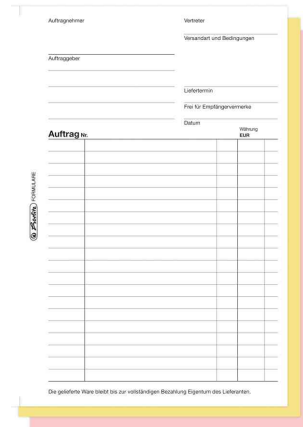 Auftragnehmer
Vertreter
Versandart und Bedingungen
Auftraggeber
Liefertermin
Frei für Empfängervermerke
Datum
Auftrag Nr.
Währung
EUR
Herlitz FORMULARE
Die gelieferte Ware bleibt bis zur vollständigen Bezahlung Eigentum des Lieferanten.